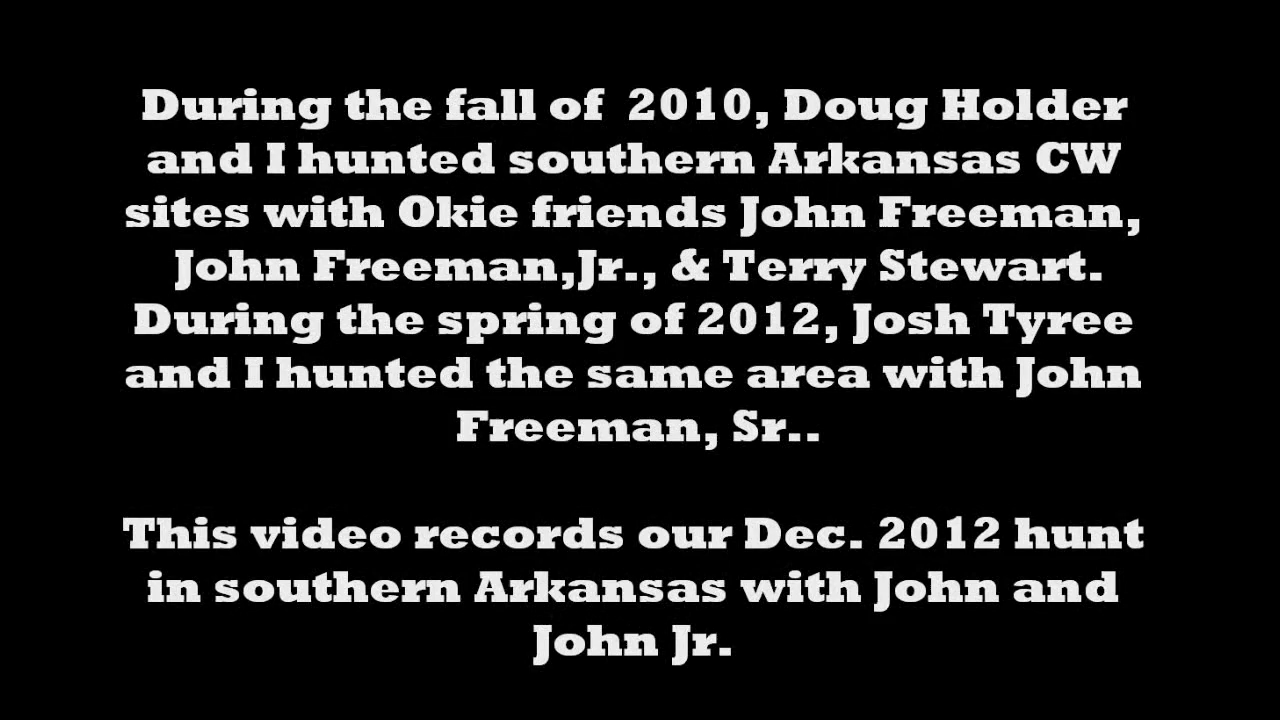 During the fall of 2010, Doug Holder
and I hunted southern Arkansas CW
sites with Okie friends John Freeman,
John Freeman,Jr., & Terry Stewart.
During the spring of 2012, Josh Tyree
and I hunted the same area with John
Freeman, Sr..
This video records our Dec. 2012 hunt
in southern Arkansas with John and
John Jr.